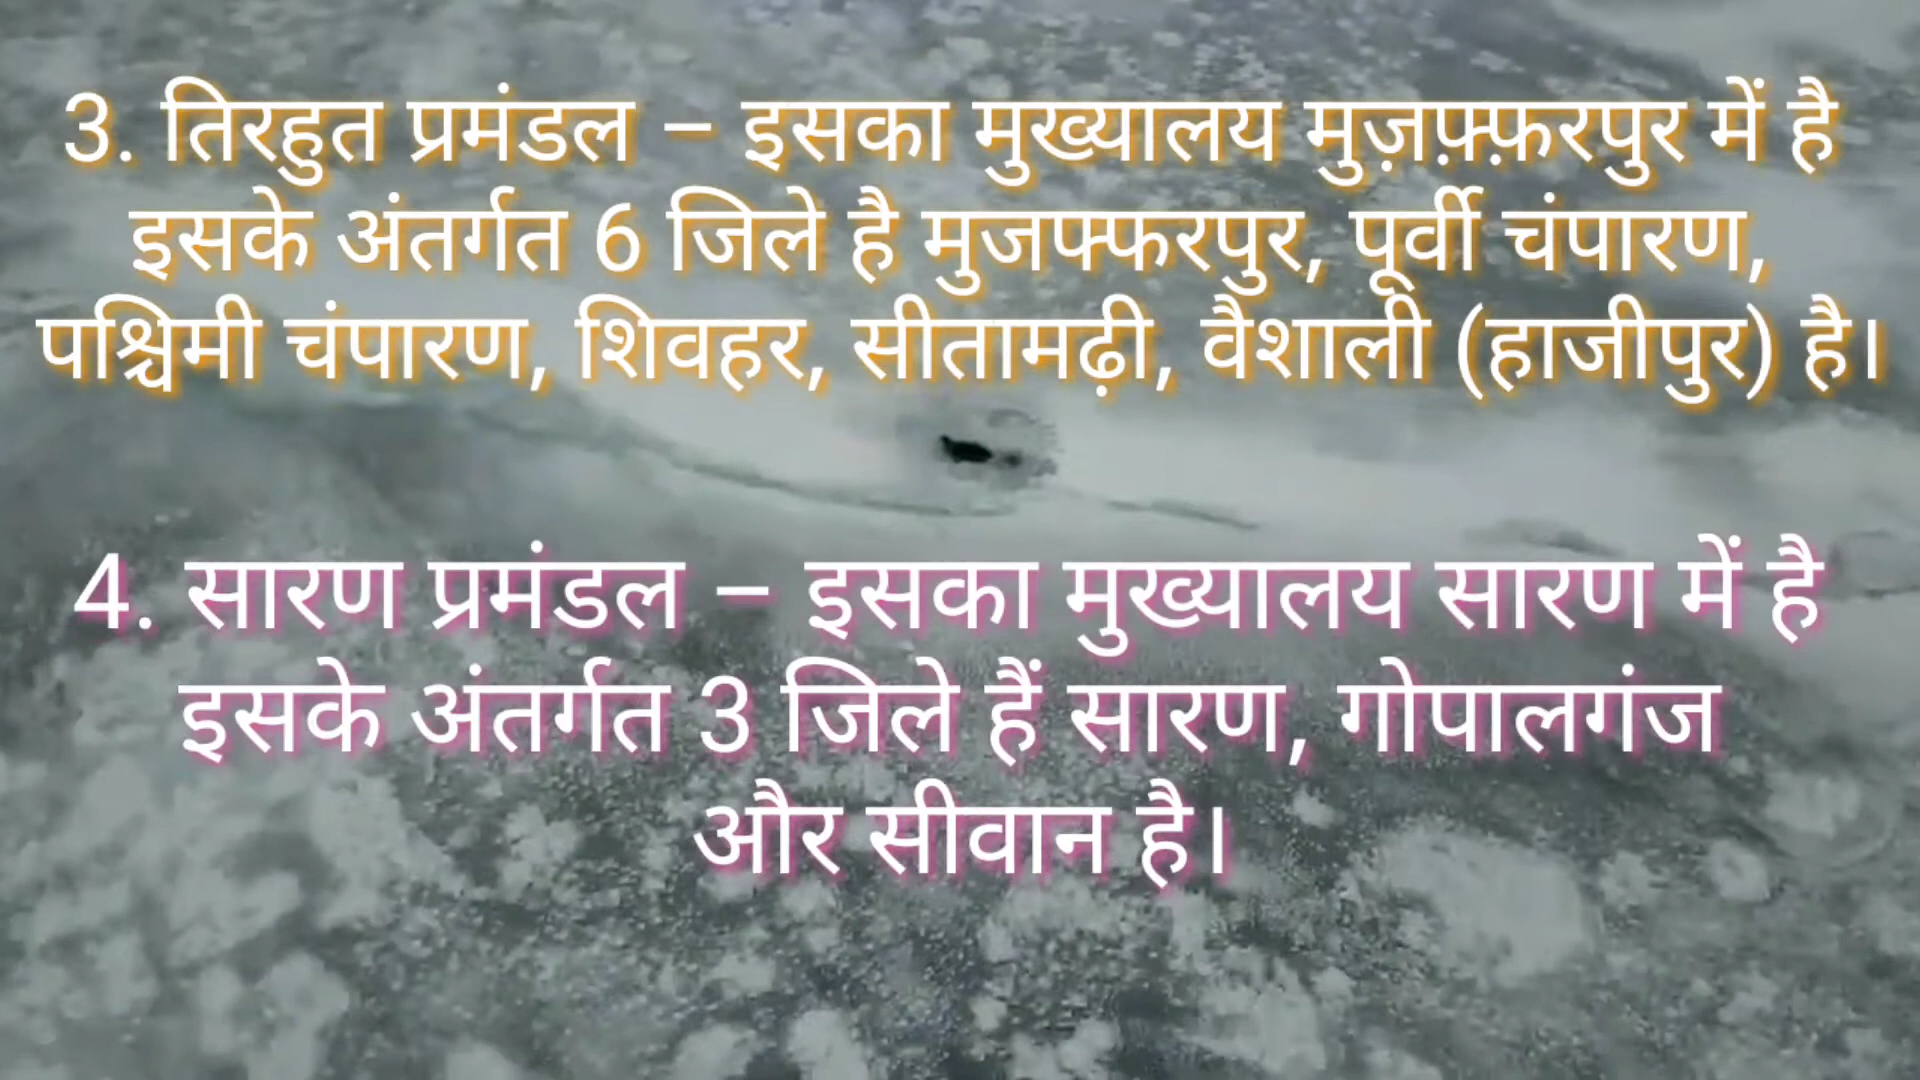 3. तिरहुत प्रमंडल – इसका मुख्यालय मुज़फ़्फ़रपुर में है
इसके अंतर्गत 6 जिले है मुजफ्फरपुर, पूर्वी चंपारण,
पश्चिमी चंपारण, शिवहर, सीतामढ़ी, वैशाली (हाजीपुर) है।
4. सारण प्रमंडल – इसका मुख्यालय सारण में है
इसके अंतर्गत 3 जिले हैं सारण, गोपालगंज
और सीवान है।